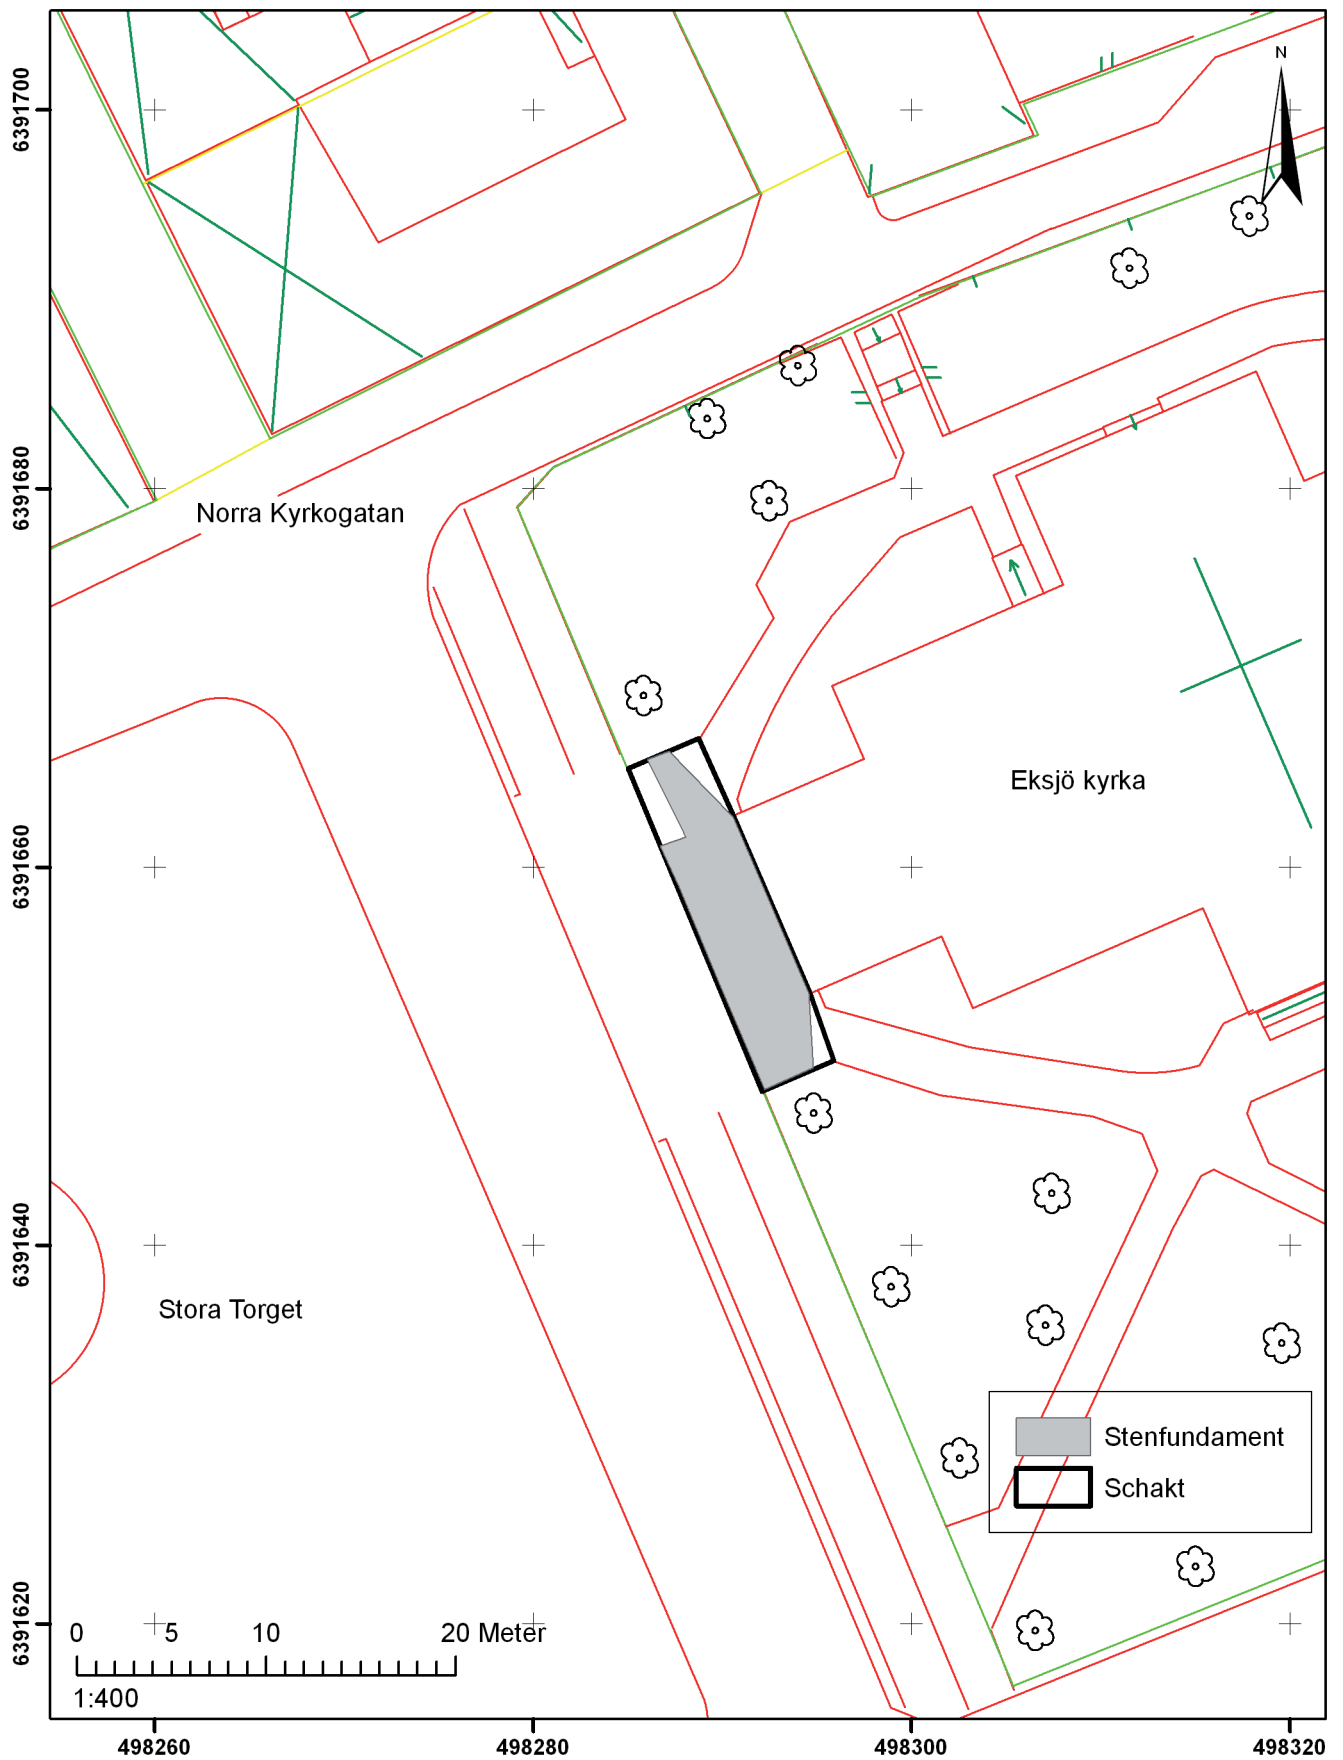 N
6391700
6391680
6391660
6391640
6391620
Norra Kyrkogatan
Eksjö kyrka
Stora Torget
Stenfundament
Schakt
0 5 10 20 Meter
1:400
498260 498280 498300 498320